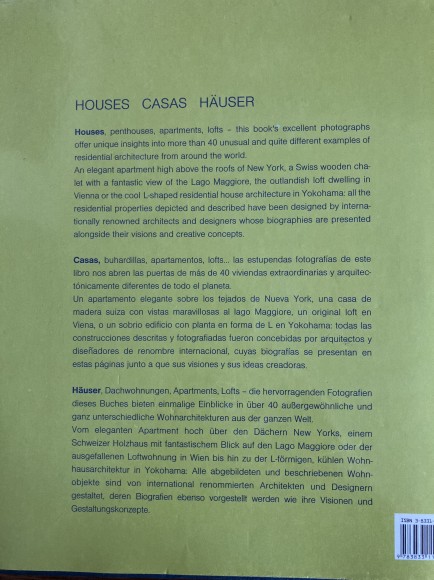 HOUSES CASAS HÄUSER
Houses, penthouses, apartments, lofts – this book's excellent photographs
offer unique insights into more than 40 unusual and quite different examples of
residential architecture from around the world.
An elegant apartment high above the roofs of New York, a Swiss wooden cha-
let with a fantastic view of the Lago Maggiore, the outlandish loft dwelling in
Vienna or the cool L-shaped residential house architecture in Yokohama: all the
residential properties depicted and described have been designed by interna-
tionally renowned architects and designers whose biographies are presented
alongside their visions and creative concepts.
Casas, buhardillas, apartamentos, lofts... las estupendas fotografías de este
libro nos abren las puertas de más de 40 viviendas extraordinarias y arquitec-
tónicamente diferentes de todo el planeta.
Un apartamento elegante sobre los tejados de Nueva York, una casa de
madera suiza con vistas maravillosas al lago Maggiore, un original loft en
Viena, o un sobrio edificio con planta en forma de L en Yokohama: todas las
construcciones descritas y fotografiadas fueron concebidas por arquitectos y
diseñadores de renombre internacional, cuyas biografías se presentan en
estas páginas junto a que sus visiones y sus ideas creadoras.
Häuser, Dachwohnungen, Apartments, Lofts – die hervorragenden Fotografien
dieses Buches bieten einmalige Einblicke in über 40 außergewöhnliche und
ganz unterschiedliche Wohnarchitekturen aus der ganzen Welt.
Vom eleganten Apartment hoch über den Dächern New Yorks, einem
Schweizer Holzhaus mit fantastischem Blick auf den Lago Maggiore oder der
ausgefallenen Loftwohnung in Wien bis hin zu der L-förmigen, kühlen Wohn-
hausarchitektur in Yokohama: Alle abgebildeten und beschriebenen Wohn-
objekte sind von international renommierten Architekten und Designern
gestaltet, deren Biografien ebenso vorgestellt werden wie ihre Visionen und
Gestaltungskonzepte.
ISBN 3-8331-